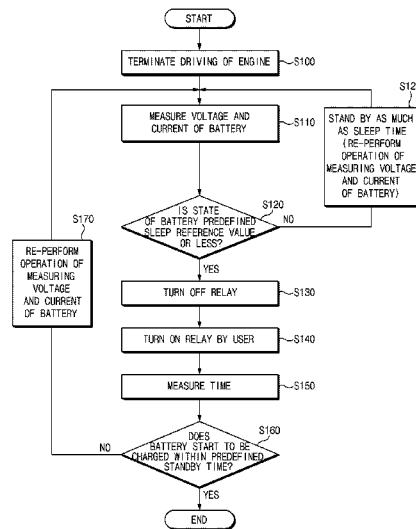 START
TERMINATE DRIVING OF ENGINE
S100
MEASURE VOLTAGE AND
CURRENT OF BATTERY
S110
STAND BY AS MUCH
AS SLEEP TIME
(RE-PERFORM
OPERATION OF
MEASURING VOLTAGE
AND CURRENT
OF BATTERY)
S12
IS STATE
OF BATTERY PREDEFINED
SLEEP REFERENCE VALUE
OR LESS?
S120
NO
YES
S170
RE-PERFORM
OPERATION OF
MEASURING
VOLTAGE
AND CURRENT
OF BATTERY
TURN OFF RELAY
S130
TURN ON RELAY BY USER
S140
MEASURE TIME
S150
DOES
BATTERY START TO BE
CHARGED WITHIN PREDEFINED
STANDBY TIME?
S160
NO
YES
END